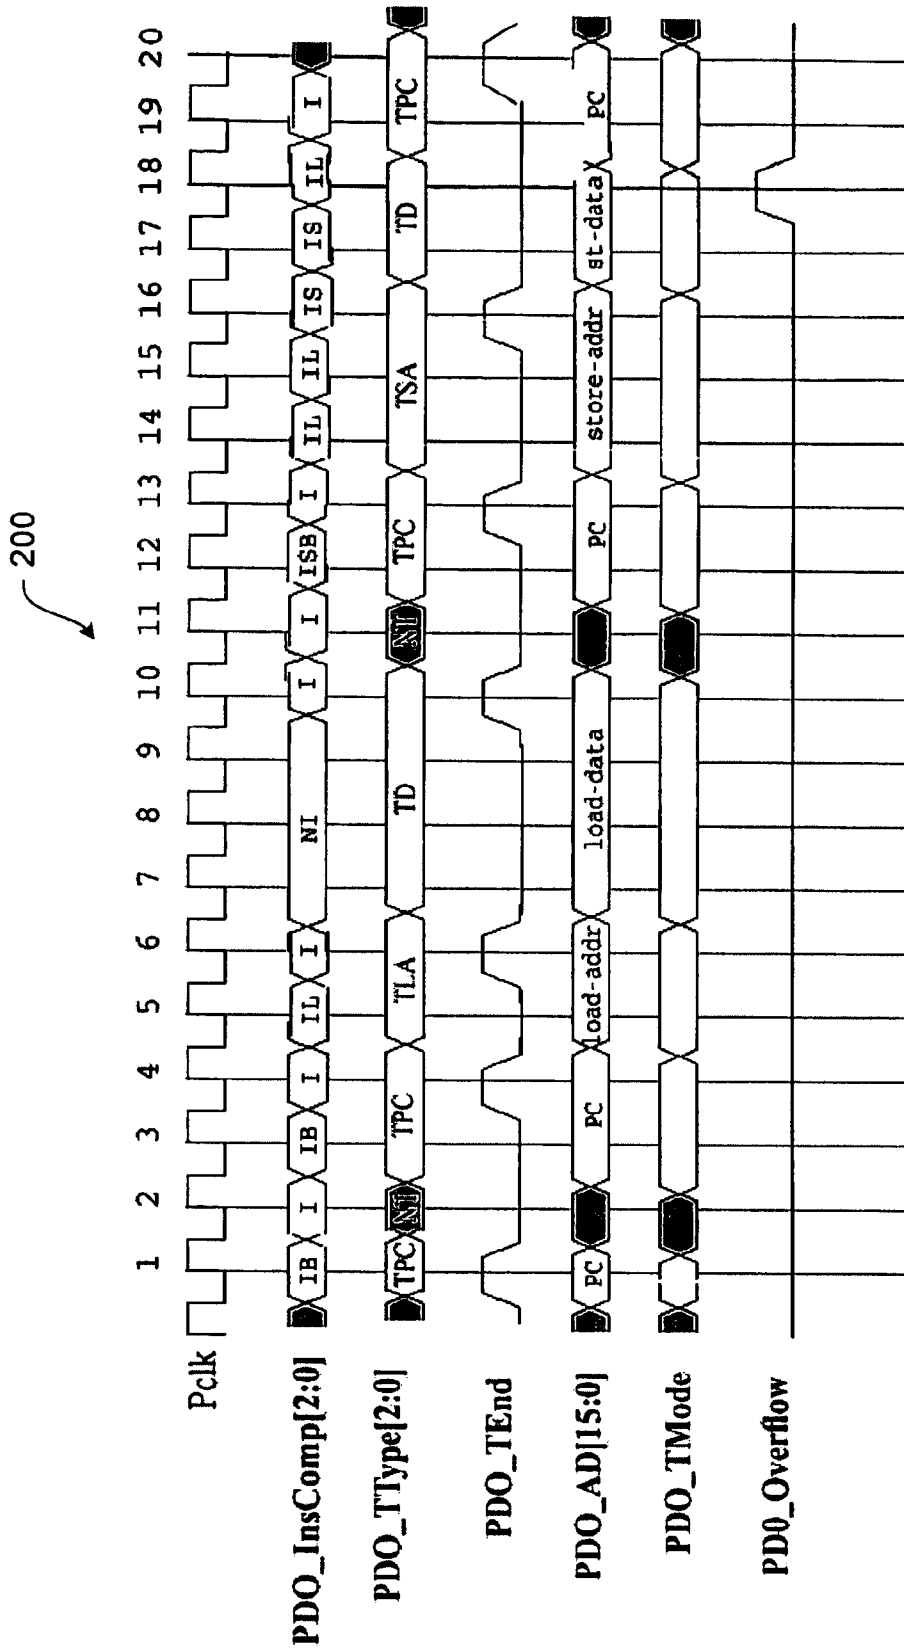 200
1 2 3 4 5 6 7 8 9 10 11 12 13 14 15 16 17 18 19 20
Pclk
PDO_InsComp[2:0] IB I IB I IL I NI I I ISB I IL IL IS IS IL I
PDO_TType[2:0] TPC NT TPC TLA TD NT TPC TSA TD TPC
PDO_TEnd
PDO_AD[15:0] PC PC load-addr load-data PC store-addr st-data PC
PDO_TMode
PD0_Overflow